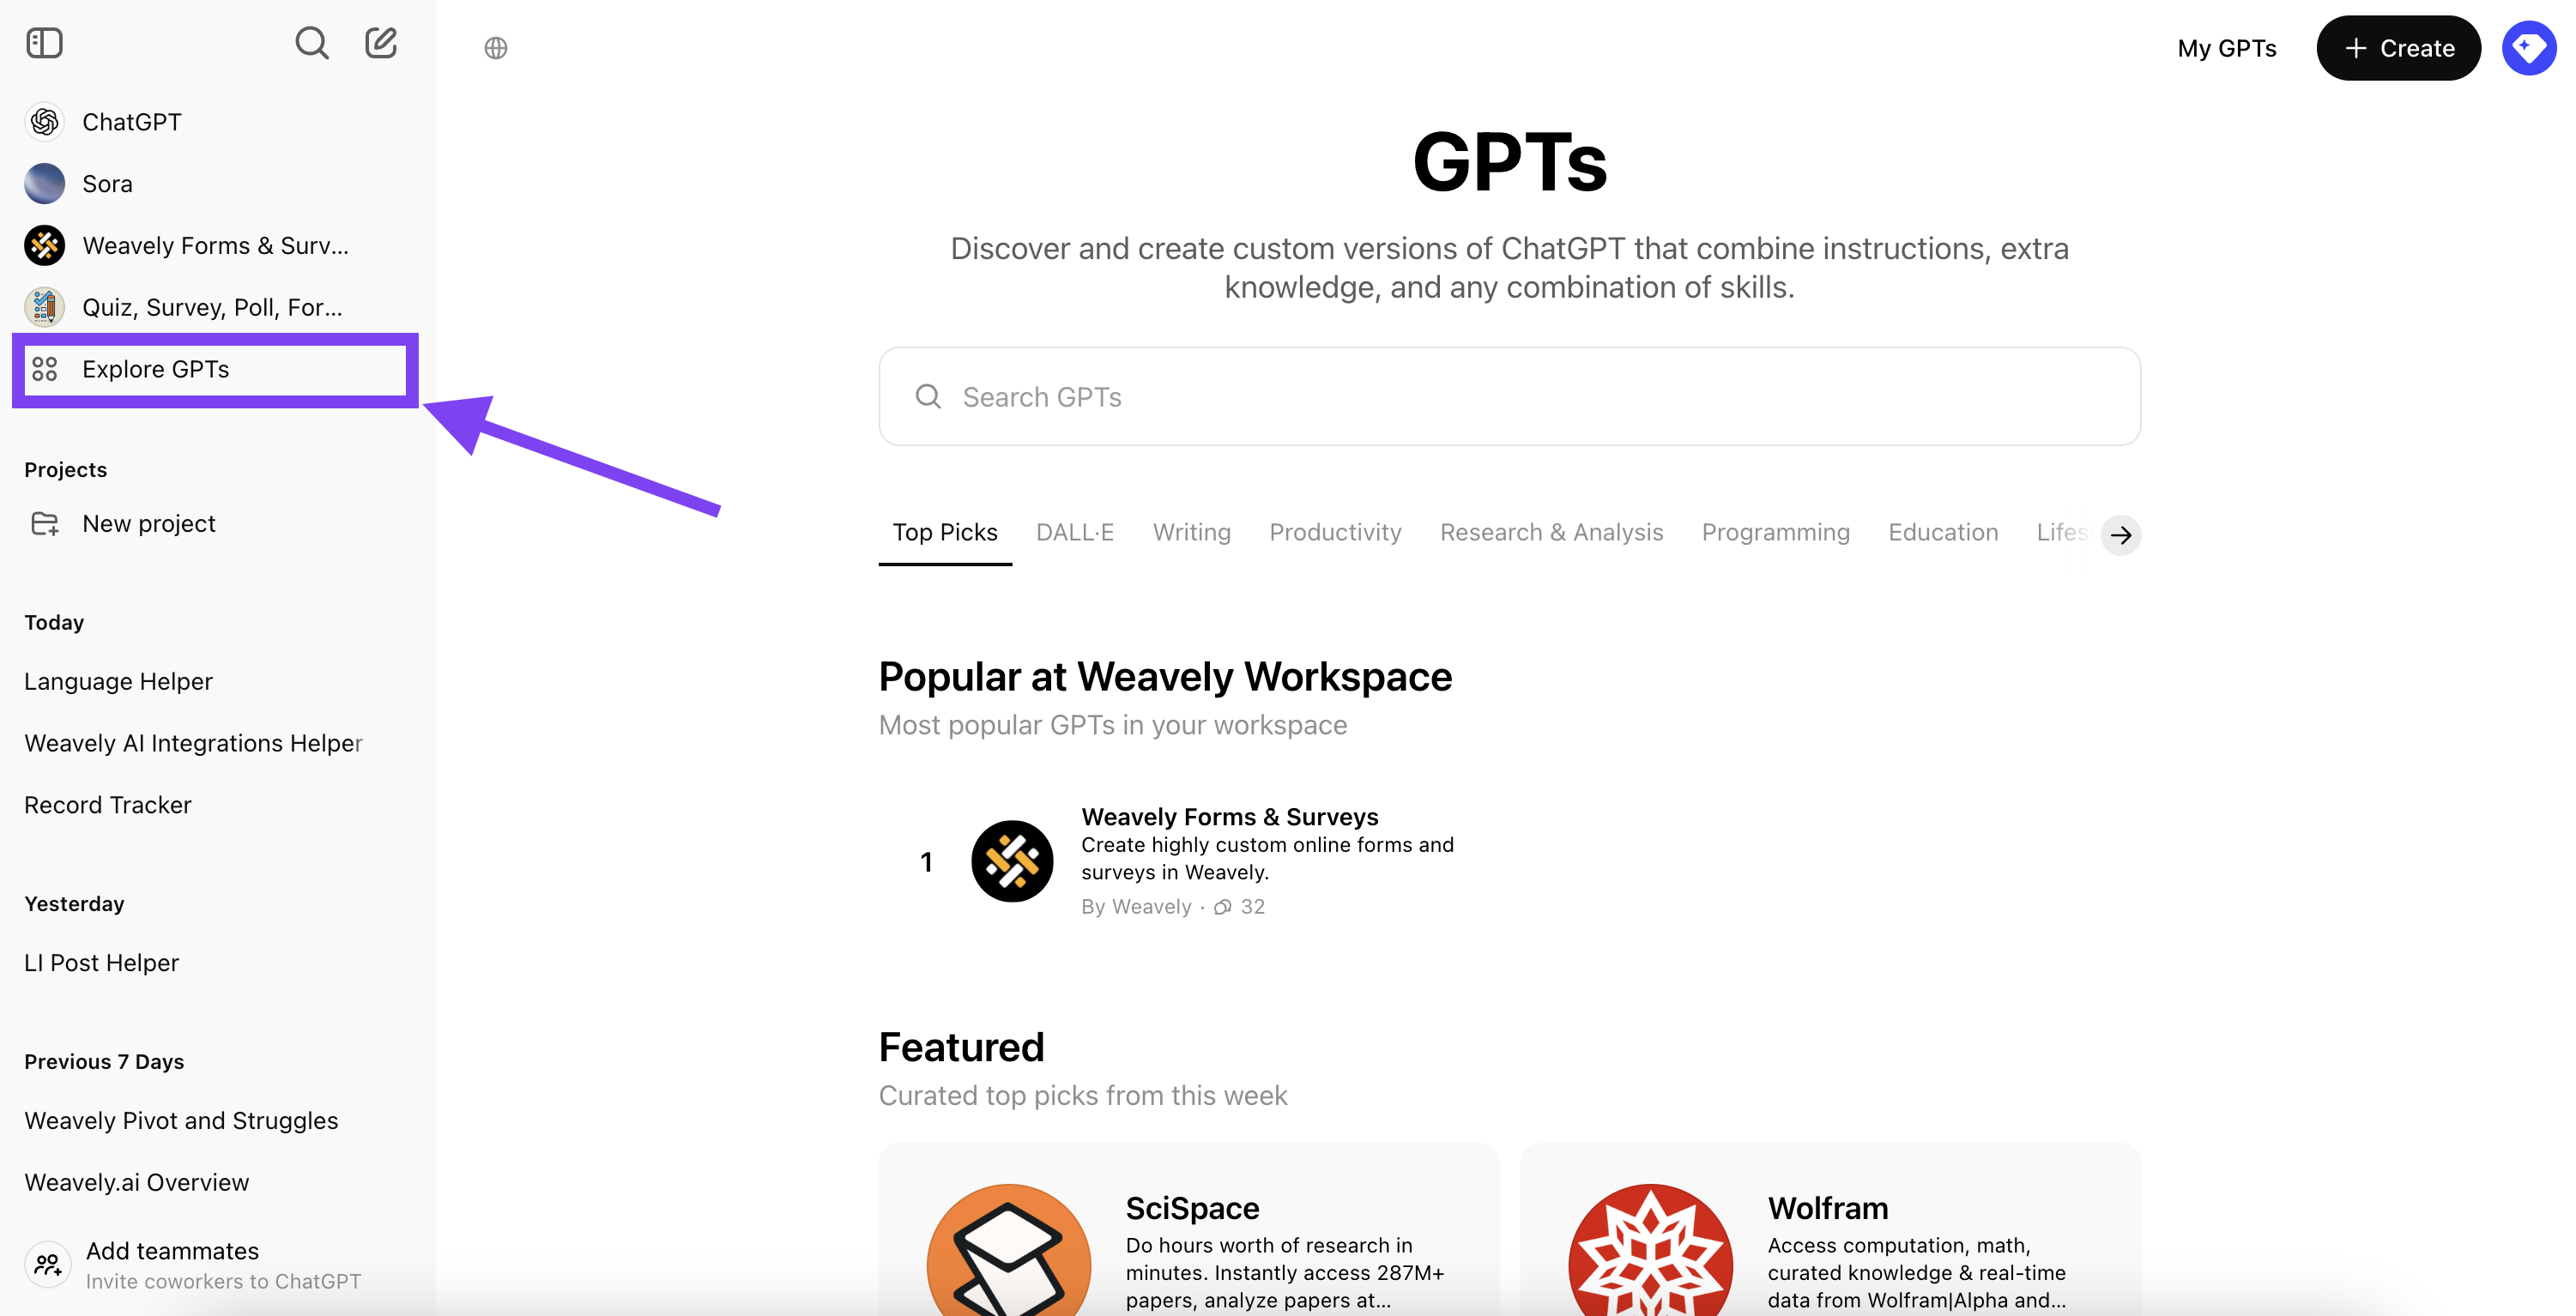 ChatGPT
Sora
Weavely Forms & Surv...
Quiz, Survey, Poll, For...
Explore GPTs
Projects
New project
Today
Language Helper
Weavely AI Integrations Helper
Record Tracker
Yesterday
LI Post Helper
Previous 7 Days
Weavely Pivot and Struggles
Weavely.ai Overview
Add teammates
Invite coworkers to ChatGPT
My GPTs
+ Create
GPTs
Discover and create custom versions of ChatGPT that combine instructions, extra
knowledge, and any combination of skills.
Search GPTs
Top Picks DALL·E Writing Productivity Research & Analysis Programming Education Lifes
Popular at Weavely Workspace
Most popular GPTs in your workspace
1
Weavely Forms & Surveys
Create highly custom online forms and
surveys in Weavely.
By Weavely · 32
Featured
Curated top picks from this week
SciSpace
Do hours worth of research in
minutes. Instantly access 287M+
papers, analyze papers at...
Wolfram
Access computation, math,
curated knowledge & real-time
data from Wolfram|Alpha and...